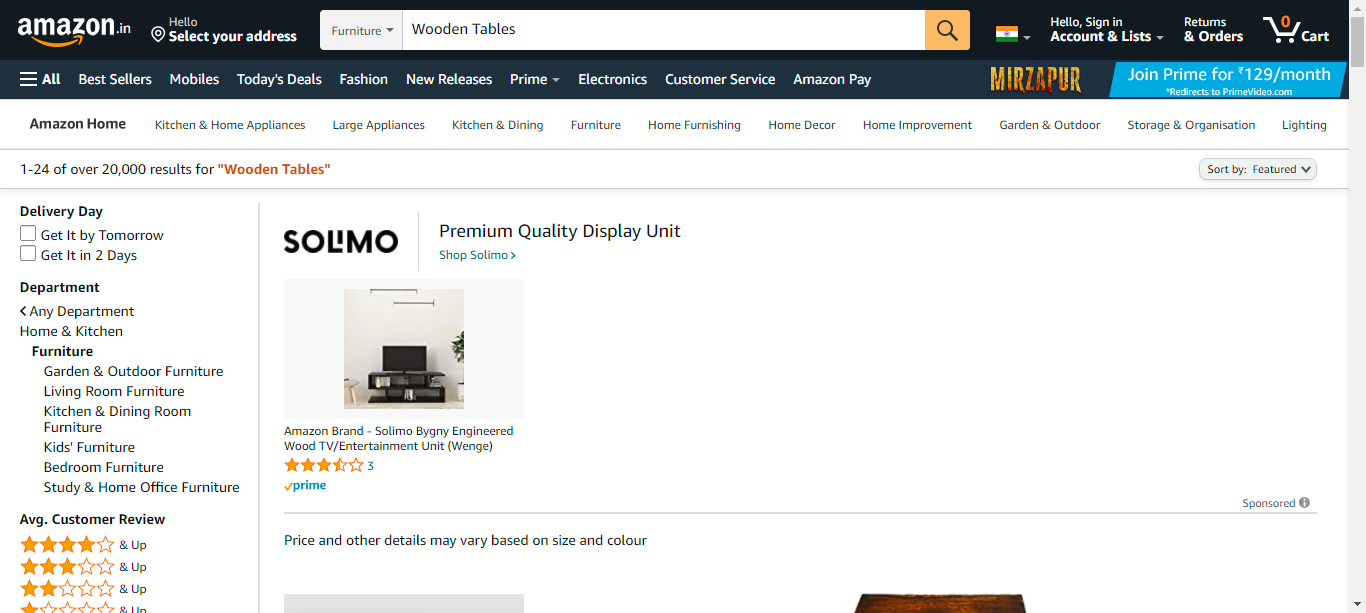 amazon.in
Hello
Select your address
Furniture
Wooden Tables
Hello, Sign in
Account & Lists
Returns
& Orders
0
Cart
All
Best Sellers
Mobiles
Today's Deals
Fashion
New Releases
Prime
Electronics
Customer Service
Amazon Pay
MIRZAPUR
Join Prime for ₹129/month
*Redirects to PrimeVideo.com
Amazon Home
Kitchen & Home Appliances
Large Appliances
Kitchen & Dining
Furniture
Home Furnishing
Home Decor
Home Improvement
Garden & Outdoor
Storage & Organisation
Lighting
1-24 of over 20,000 results for "Wooden Tables"
Sort by: Featured
Delivery Day
Get It by Tomorrow
Get It in 2 Days
Department
Any Department
Home & Kitchen
Furniture
Garden & Outdoor Furniture
Living Room Furniture
Kitchen & Dining Room
Furniture
Kids' Furniture
Bedroom Furniture
Study & Home Office Furniture
Avg. Customer Review
& Up
& Up
& Up
& Up
SOLIMO
Premium Quality Display Unit
Shop Solimo ›
Amazon Brand - Solimo Bygny Engineered
Wood TV/Entertainment Unit (Wenge)
3
prime
Sponsored
Price and other details may vary based on size and colour